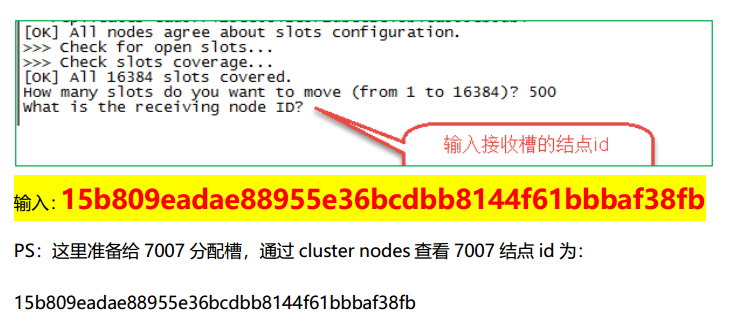 [OK] All nodes agree about slots configuration.
>>> Check for open slots...
>>> Check slots coverage...
[OK] All 16384 slots covered.
How many slots do you want to move (from 1 to 16384)? 500
What is the receiving node ID?
输入接收槽的结点id
输入：15b809eadae88955e36bcdbb8144f61bbbaf38fb
PS：这里准备给 7007 分配槽，通过 cluster nodes 查看 7007 结点 id 为：
15b809eadae88955e36bcdbb8144f61bbbaf38fb